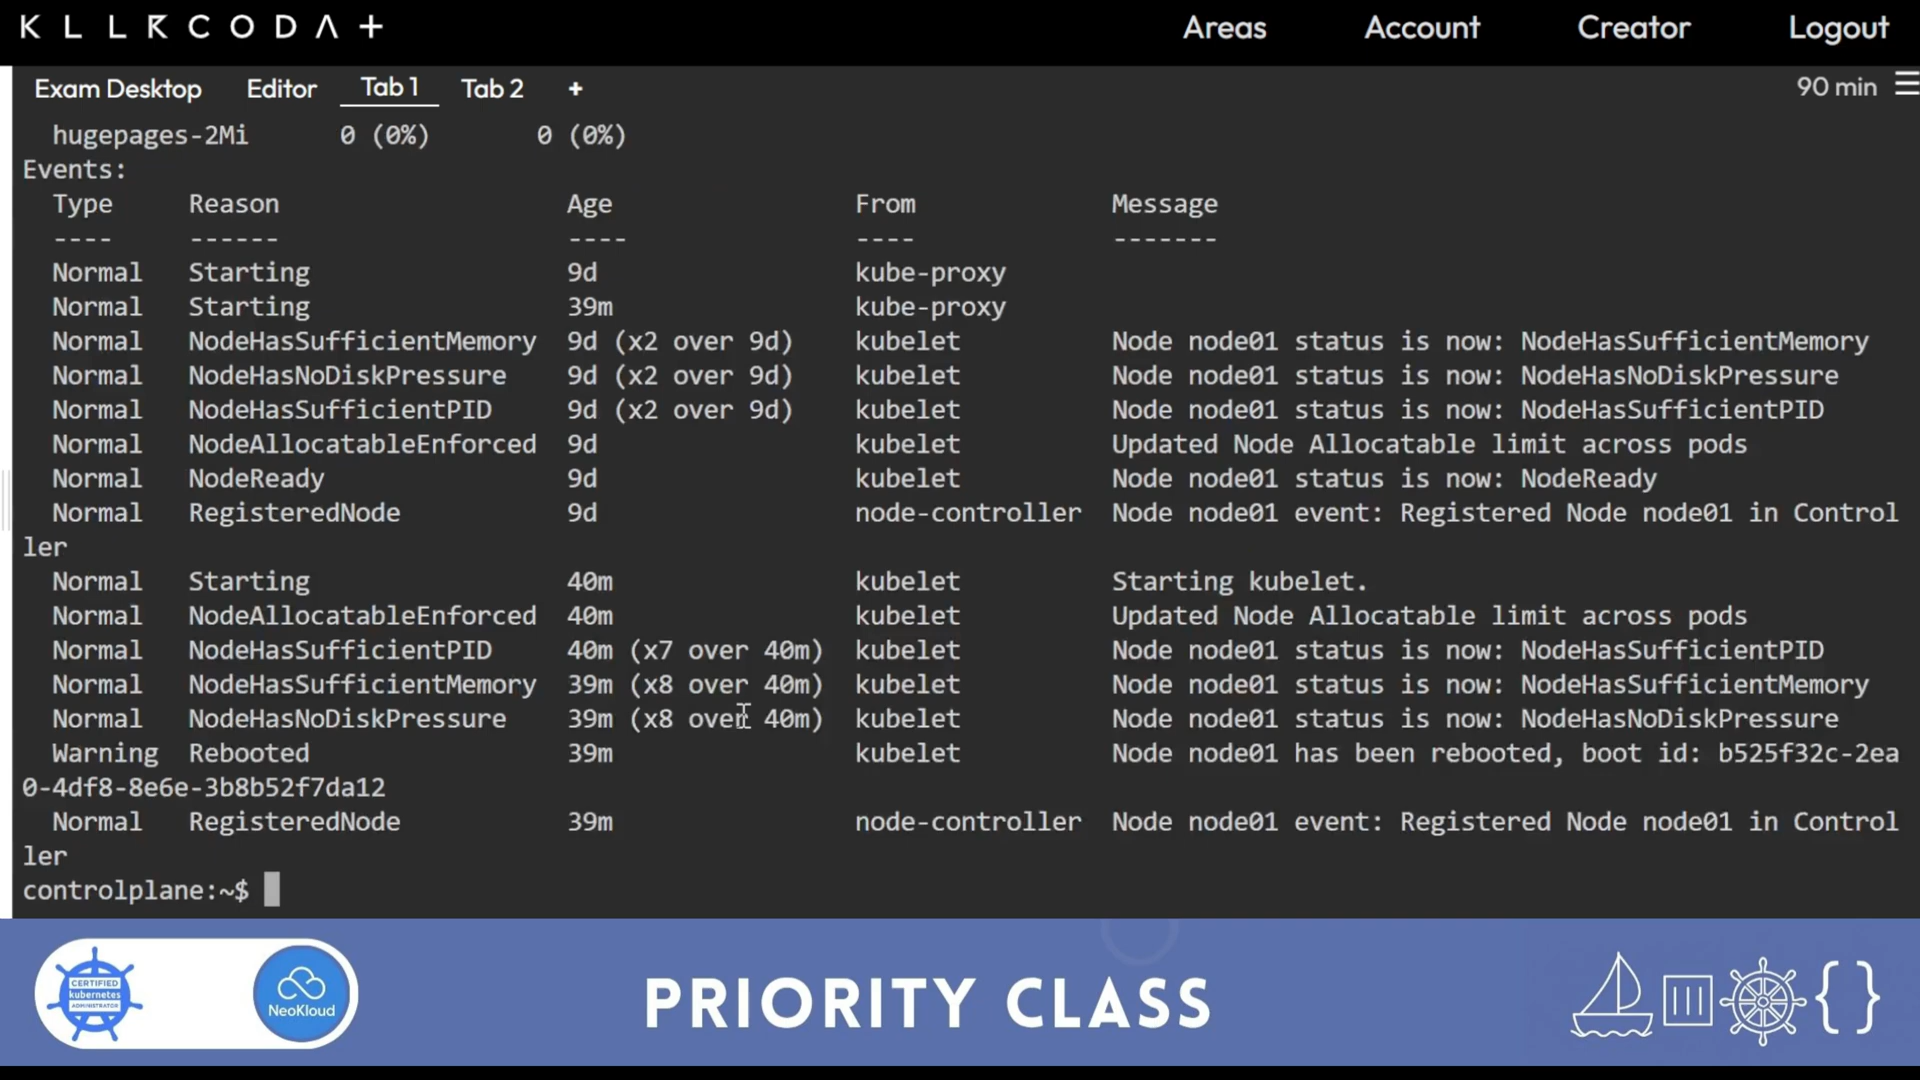 KLLRCODA+ Areas Account Creator Logout
Exam Desktop Editor Tab 1 Tab 2 + 90 min
hugepages-2Mi 0 (0%) 0 (0%)
Events:
Type Reason Age From Message
---- ------ ---- ---- -------
Normal Starting 9d kube-proxy
Normal Starting 39m kube-proxy
Normal NodeHasSufficientMemory 9d (x2 over 9d) kubelet Node node01 status is now: NodeHasSufficientMemory
Normal NodeHasNoDiskPressure 9d (x2 over 9d) kubelet Node node01 status is now: NodeHasNoDiskPressure
Normal NodeHasSufficientPID 9d (x2 over 9d) kubelet Node node01 status is now: NodeHasSufficientPID
Normal NodeAllocatableEnforced 9d kubelet Updated Node Allocatable limit across pods
Normal NodeReady 9d kubelet Node node01 status is now: NodeReady
Normal RegisteredNode 9d node-controller Node node01 event: Registered Node node01 in Control
ler
Normal Starting 40m kubelet Starting kubelet.
Normal NodeAllocatableEnforced 40m kubelet Updated Node Allocatable limit across pods
Normal NodeHasSufficientPID 40m (x7 over 40m) kubelet Node node01 status is now: NodeHasSufficientPID
Normal NodeHasSufficientMemory 39m (x8 over 40m) kubelet Node node01 status is now: NodeHasSufficientMemory
Normal NodeHasNoDiskPressure 39m (x8 over 40m) kubelet Node node01 status is now: NodeHasNoDiskPressure
Warning Rebooted 39m kubelet Node node01 has been rebooted, boot id: b525f32c-2ea
0-4df8-8e6e-3b8b52f7da12
Normal RegisteredNode 39m node-controller Node node01 event: Registered Node node01 in Control
ler
controlplane:~$
CERTIFIED
kubernetes
ADMINISTRATOR
NeoKloud
PRIORITY CLASS